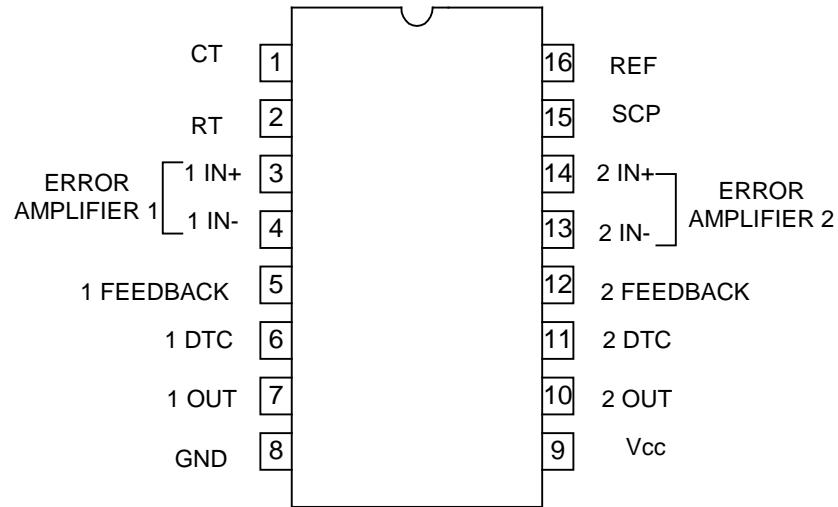 CT 1
RT 2
ERROR
AMPLIFIER 1
1 IN+ 3
1 IN- 4
1 FEEDBACK 5
1 DTC 6
1 OUT 7
GND 8
16 REF
15 SCP
14 2 IN+
13 2 IN-
ERROR
AMPLIFIER 2
12 2 FEEDBACK
11 2 DTC
10 2 OUT
9 Vcc